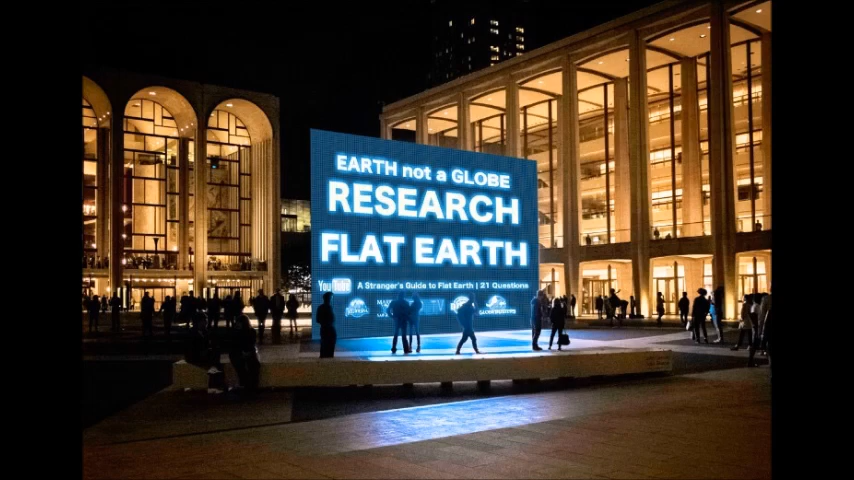 EARTH not a GLOBE
RESEARCH
FLAT EARTH
YouTube A Stranger's Guide to Flat Earth | 21 Questions